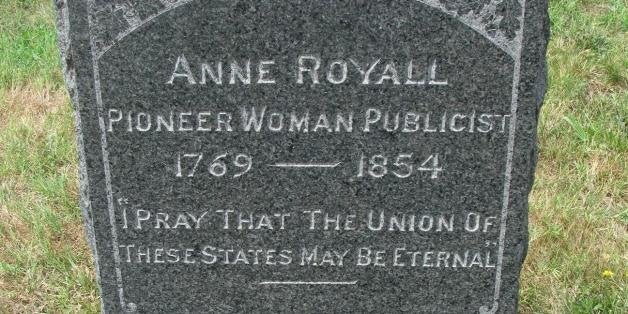 ANNE ROYALL
PIONEER WOMAN PUBLICIST
1769 — 1854
"I PRAY THAT THE UNION OF
THESE STATES MAY BE ETERNAL"